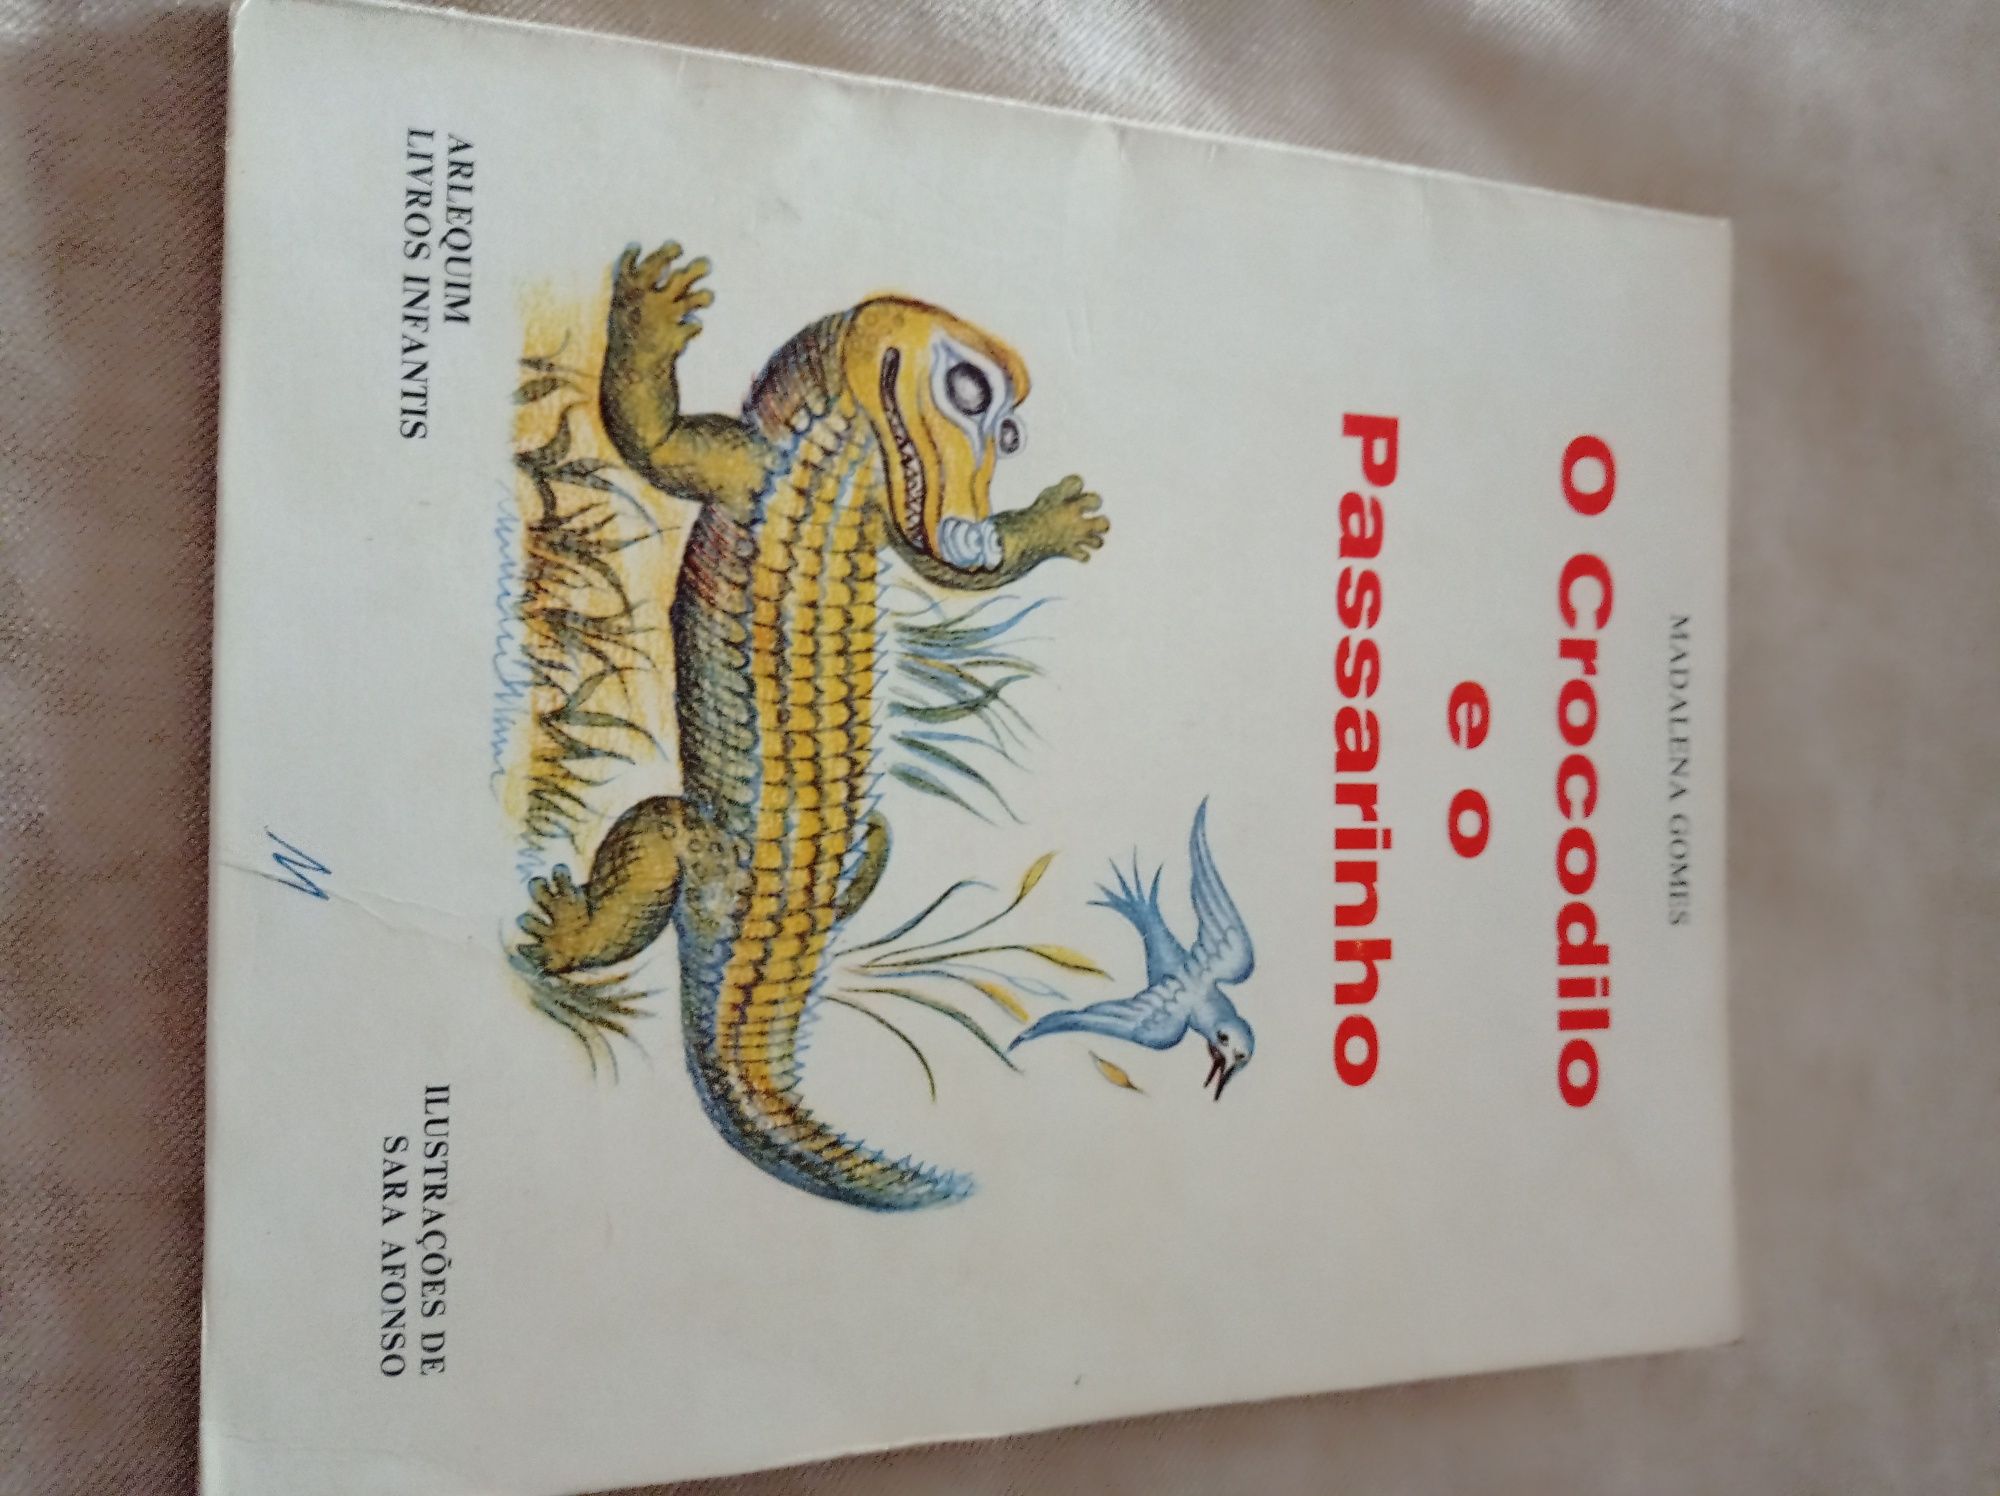 MADALENA GOMES
O Crocodilo
e o
Passarinho
ARLEQUIM
LIVROS INFANTIS
ILUSTRAÇÕES DE
SARA AFONSO
M